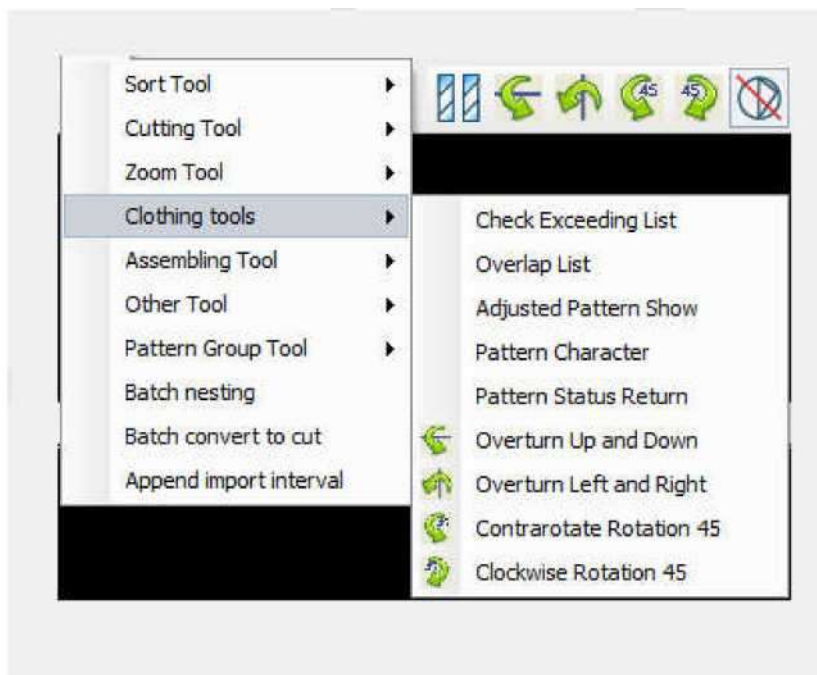 Sort Tool
Cutting Tool
Zoom Tool
Clothing tools
Assembling Tool
Other Tool
Pattern Group Tool
Batch nesting
Batch convert to cut
Append import interval
45 45
Check Exceeding List
Overlap List
Adjusted Pattern Show
Pattern Character
Pattern Status Return
Overturn Up and Down
Overturn Left and Right
Contrarotate Rotation 45
Clockwise Rotation 45